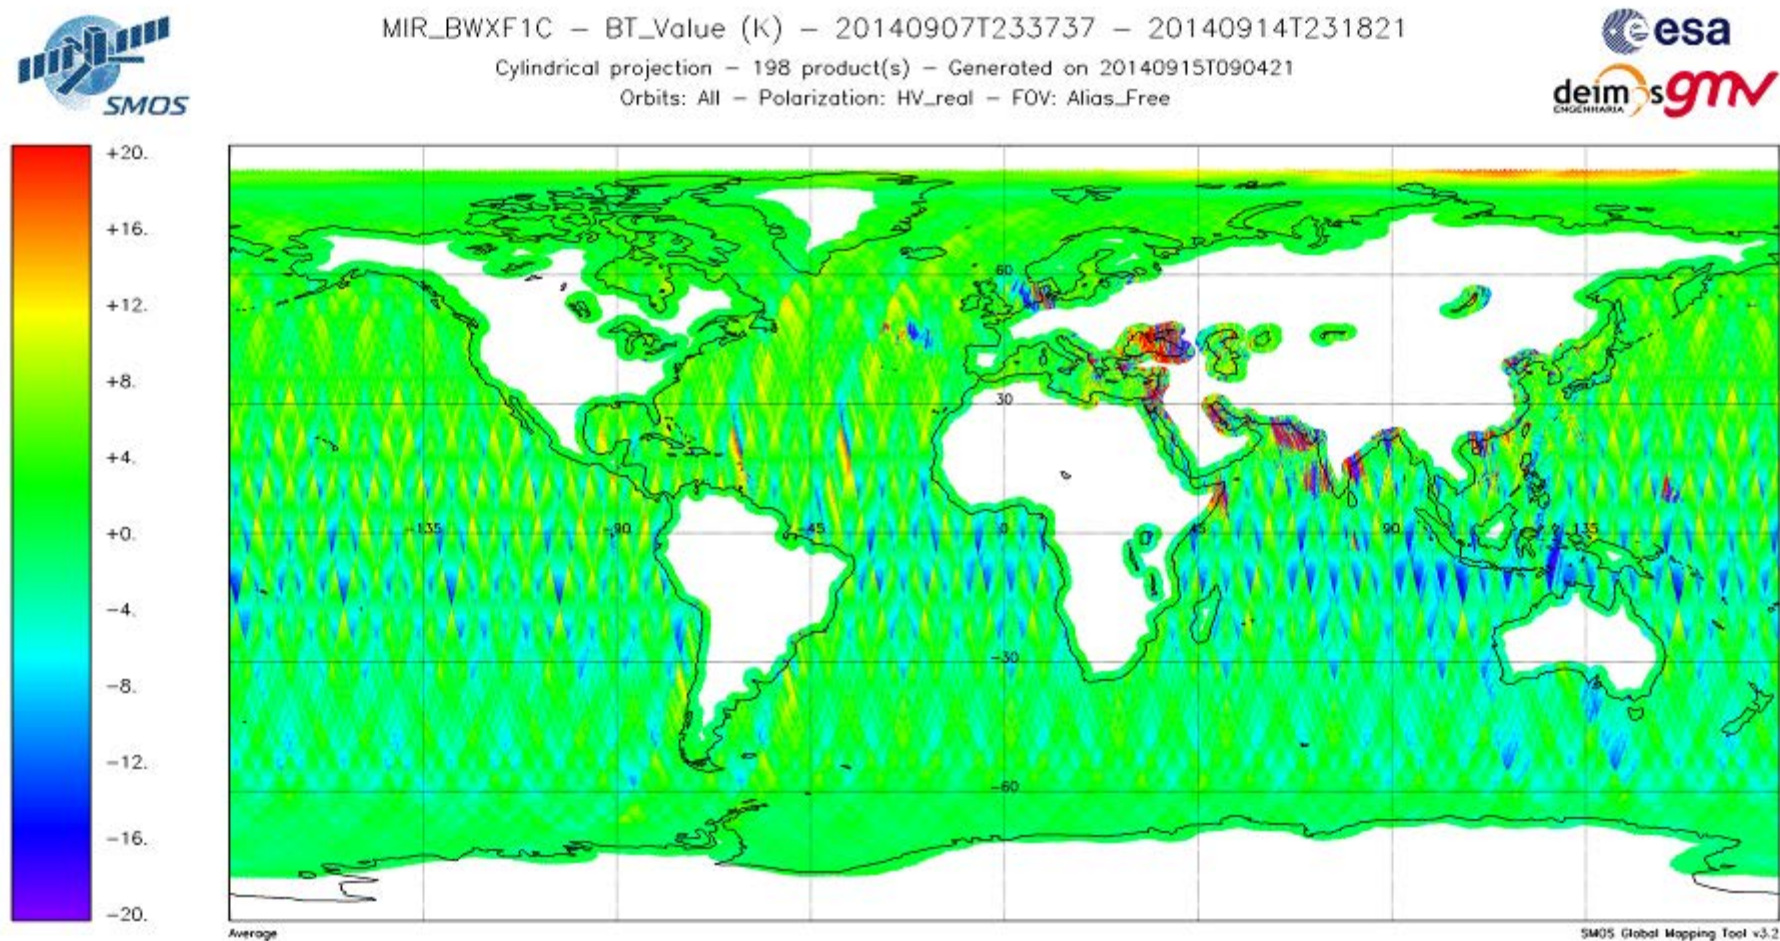 MIR_BWXF1C – BT_Value (K) – 20140907T233737 – 20140914T231821
Cylindrical projection – 198 product(s) – Generated on 20140915T090421
Orbits: All – Polarization: HV_real – FOV: Alias_Free
SMOS
esa
deimos
ENGENHARIA
gmv
+20.
+16.
+12.
+8.
+4.
+0.
−4.
−8.
−12.
−16.
−20.
60
30
−135
−90
−45
0
45
90
135
−30
−60
Average
SMOS Global Mapping Tool v3.2